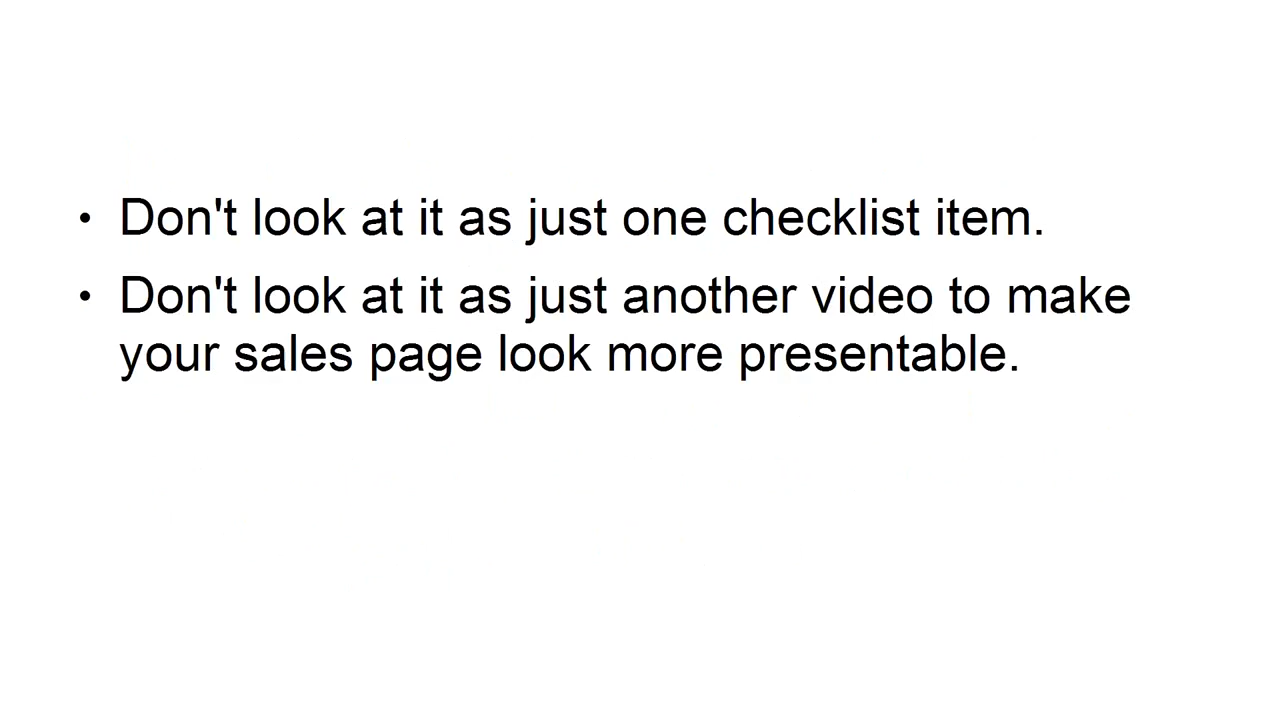 • Don't look at it as just one checklist item.
• Don't look at it as just another video to make
your sales page look more presentable.